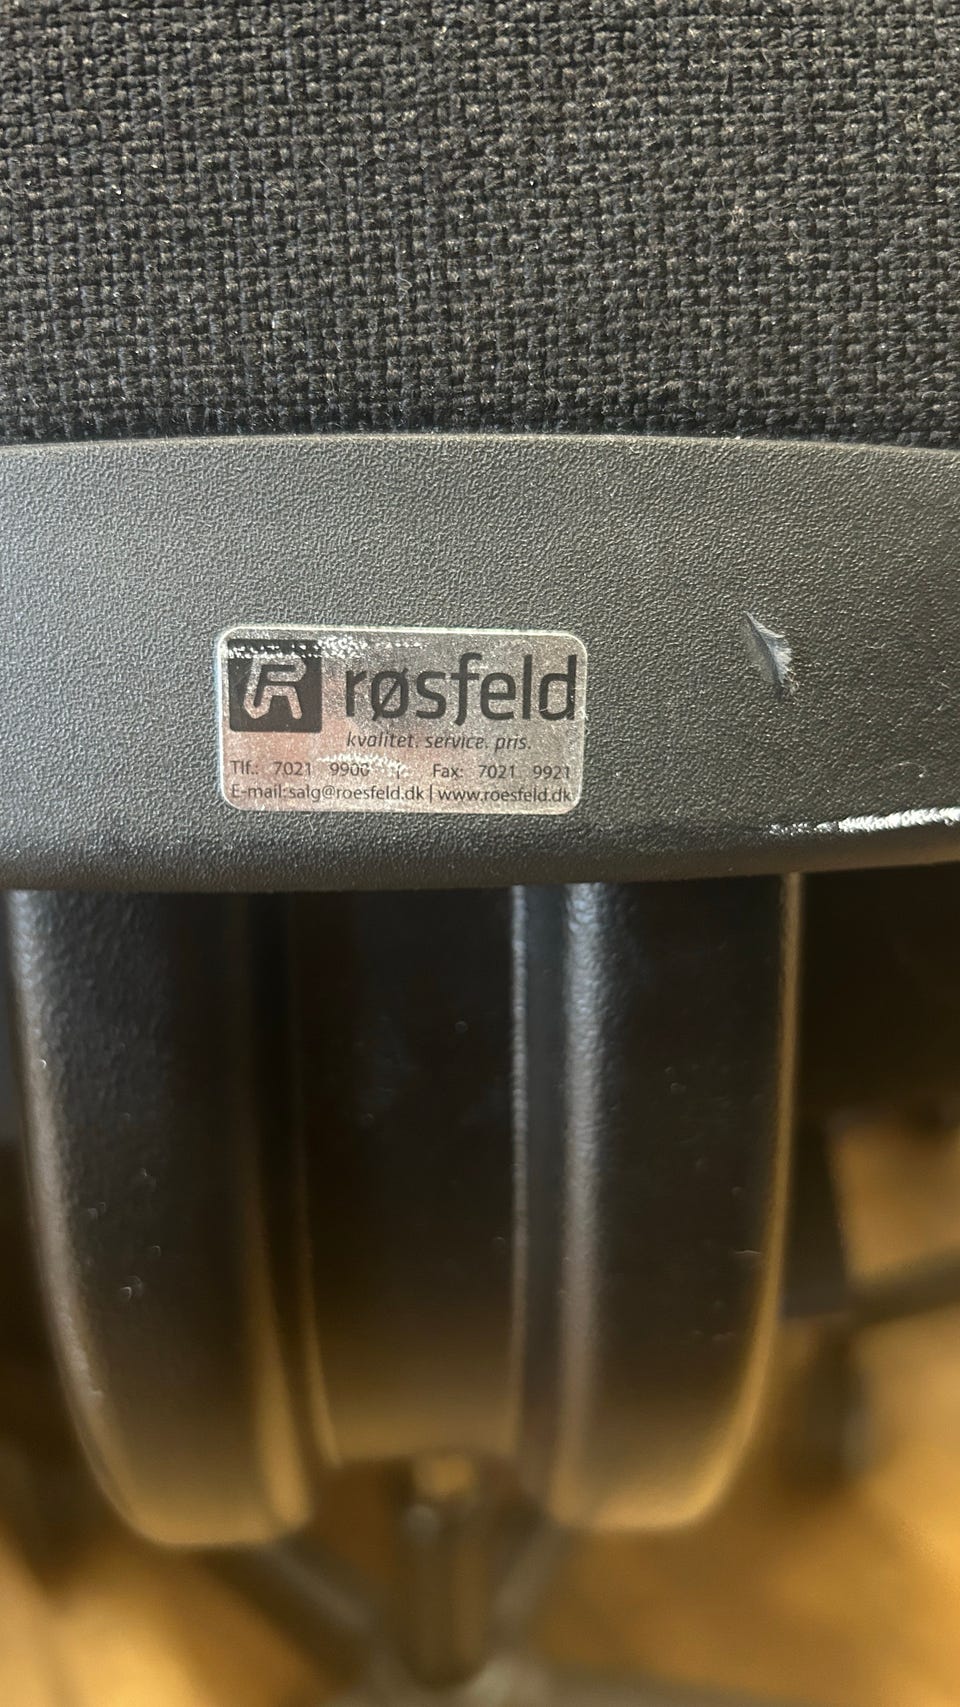 R røsfeld
kvalitet. service. pris.
Tlf.: 7021 9900 | Fax: 7021 9921
E-mail: salg@roesfeld.dk | www.roesfeld.dk